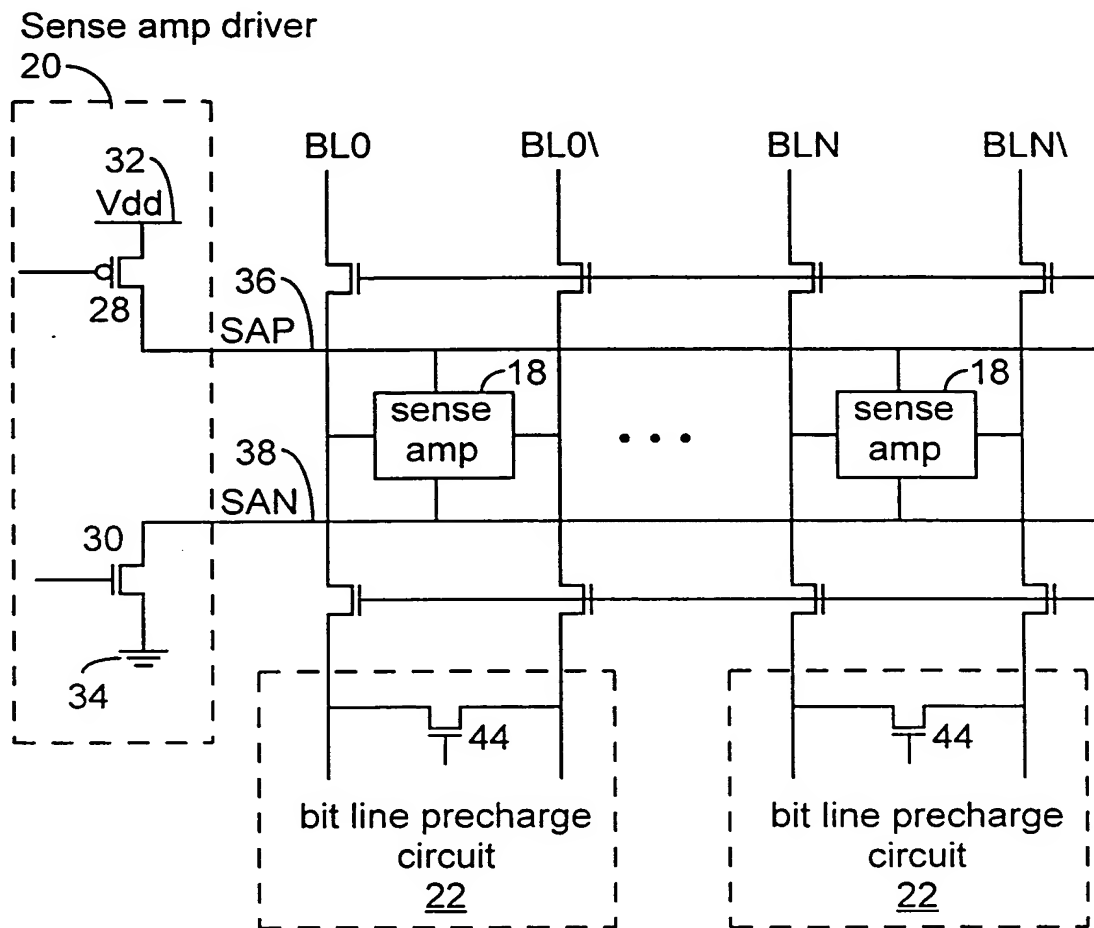 Sense amp driver
20
BL0 BL0\ BLN BLN\
32
Vdd
28
36
SAP
18 18
sense amp
sense amp
38
SAN
30
34
44 44
bit line precharge
circuit
22
bit line precharge
circuit
22